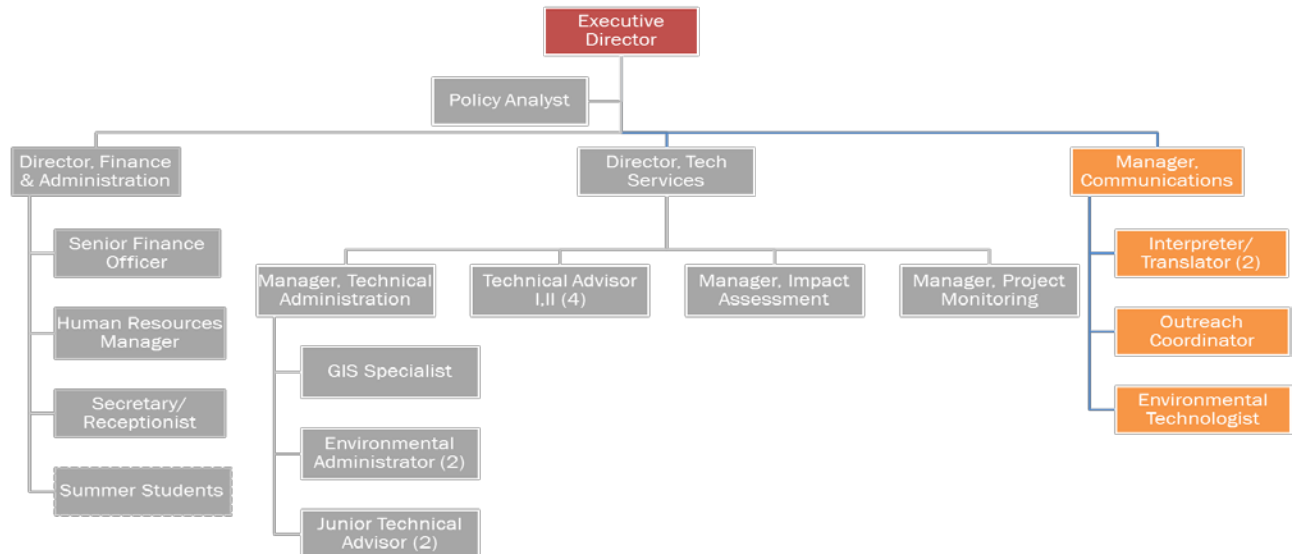 Executive
Director
Policy Analyst
Director, Finance
& Administration
Director, Tech
Services
Manager,
Communications
Senior Finance
Officer
Human Resources
Manager
Secretary/
Receptionist
Summer Students
Manager, Technical
Administration
Technical Advisor
I,II (4)
Manager, Impact
Assessment
Manager, Project
Monitoring
GIS Specialist
Environmental
Administrator (2)
Junior Technical
Advisor (2)
Interpreter/
Translator (2)
Outreach
Coordinator
Environmental
Technologist